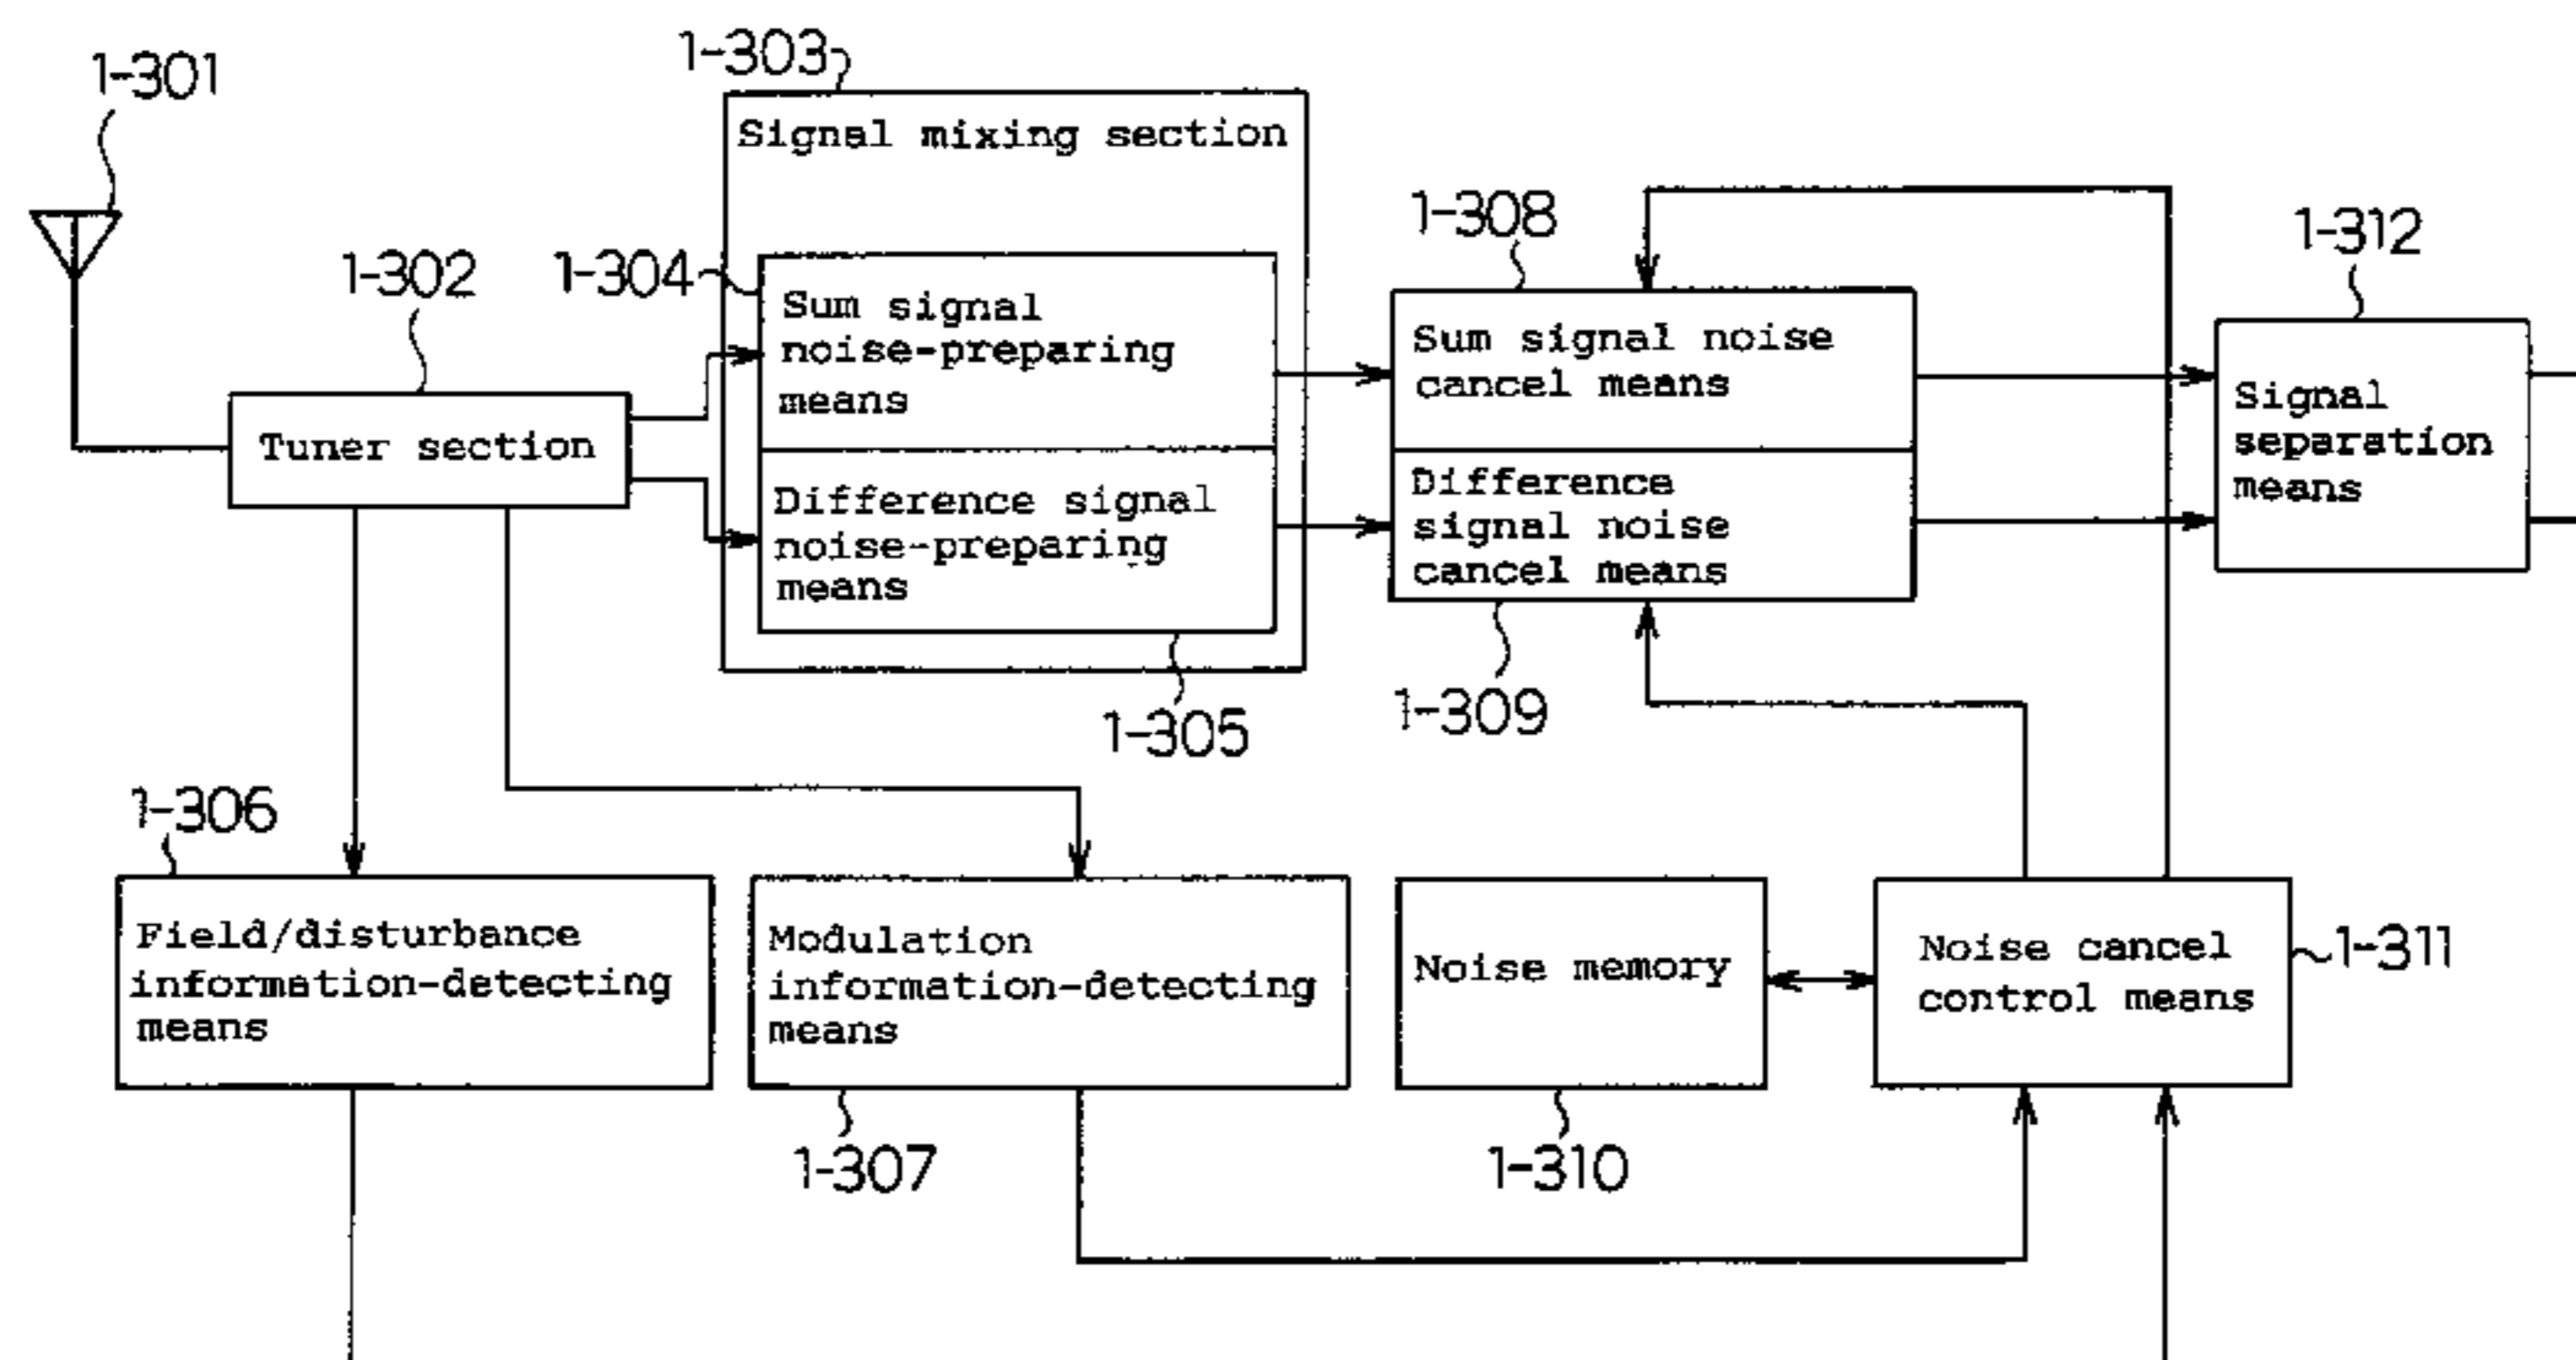 1-301
1-303
Signal mixing section
1-302
1-304
Sum signal
noise-preparing
means
1-308
Sum signal noise
cancel means
1-312
Signal
separation
means
Tuner section
Difference signal
noise-preparing
means
1-305
Difference
signal noise
cancel means
1-309
1-306
Field/disturbance
information-detecting
means
Modulation
information-detecting
means
1-307
Noise memory
1-310
Noise cancel
control means
1-311